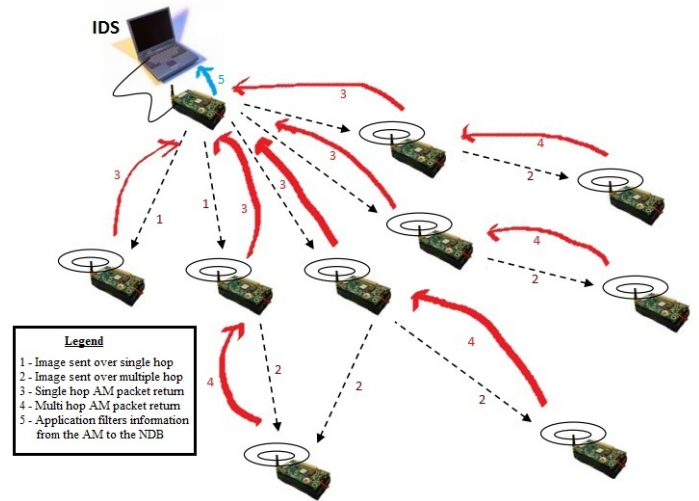 IDS
5
3
4
3
2
3
1
1
3
3
4
2
4
4
2
2
2
Legend
1 - Image sent over single hop
2 - Image sent over multiple hop
3 - Single hop AM packet return
4 - Multi hop AM packet return
5 - Application filters information
from the AM to the NDB